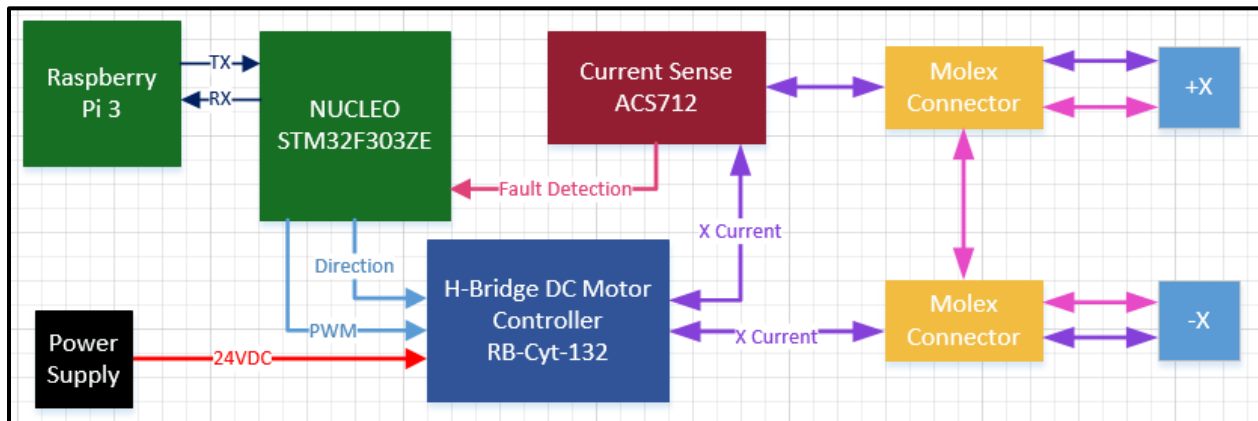 Raspberry
Pi 3
TX
RX
NUCLEO
STM32F303ZE
Current Sense
ACS712
Molex
Connector
+X
Fault Detection
X Current
Direction
PWM
H-Bridge DC Motor
Controller
RB-Cyt-132
X Current
Molex
Connector
-X
Power
Supply
24VDC